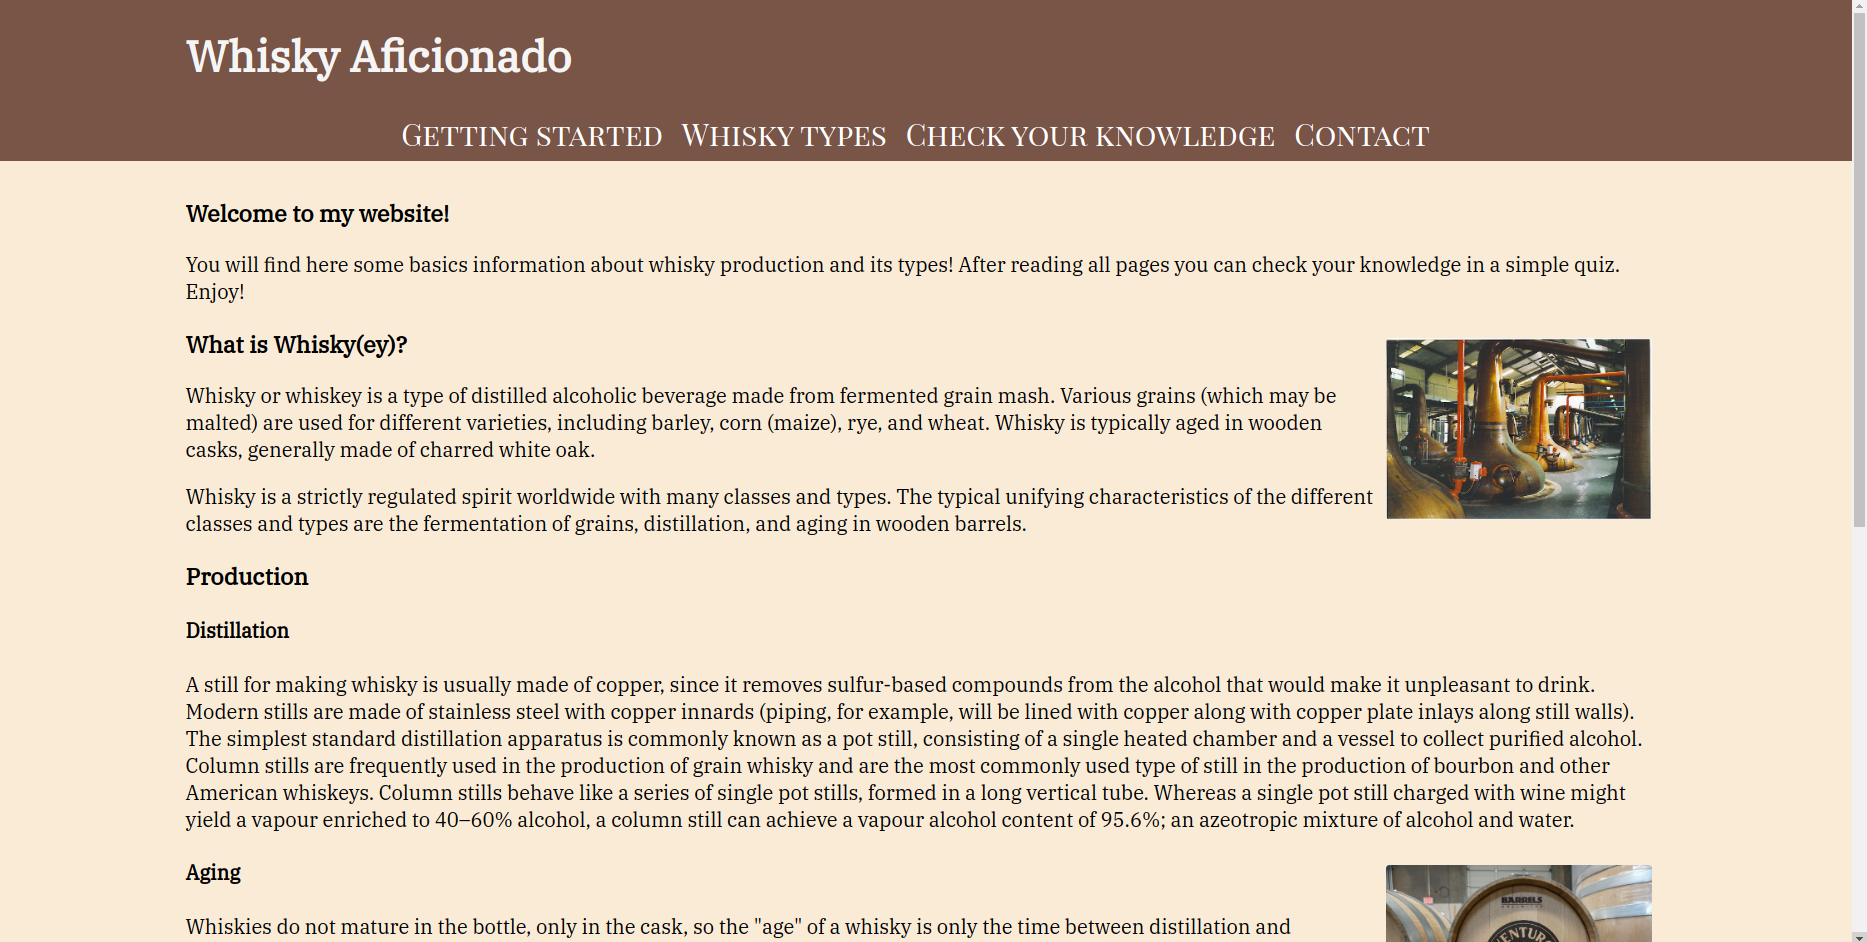 Whisky Aficionado
Getting started Whisky types Check your knowledge Contact
Welcome to my website!
You will find here some basics information about whisky production and its types! After reading all pages you can check your knowledge in a simple quiz.
Enjoy!
What is Whisky(ey)?
Whisky or whiskey is a type of distilled alcoholic beverage made from fermented grain mash. Various grains (which may be
malted) are used for different varieties, including barley, corn (maize), rye, and wheat. Whisky is typically aged in wooden
casks, generally made of charred white oak.
Whisky is a strictly regulated spirit worldwide with many classes and types. The typical unifying characteristics of the different
classes and types are the fermentation of grains, distillation, and aging in wooden barrels.
Production
Distillation
A still for making whisky is usually made of copper, since it removes sulfur-based compounds from the alcohol that would make it unpleasant to drink.
Modern stills are made of stainless steel with copper innards (piping, for example, will be lined with copper along with copper plate inlays along still walls).
The simplest standard distillation apparatus is commonly known as a pot still, consisting of a single heated chamber and a vessel to collect purified alcohol.
Column stills are frequently used in the production of grain whisky and are the most commonly used type of still in the production of bourbon and other
American whiskeys. Column stills behave like a series of single pot stills, formed in a long vertical tube. Whereas a single pot still charged with wine might
yield a vapour enriched to 40–60% alcohol, a column still can achieve a vapour alcohol content of 95.6%; an azeotropic mixture of alcohol and water.
Aging
BARRELS
Whiskies do not mature in the bottle, only in the cask, so the "age" of a whisky is only the time between distillation and